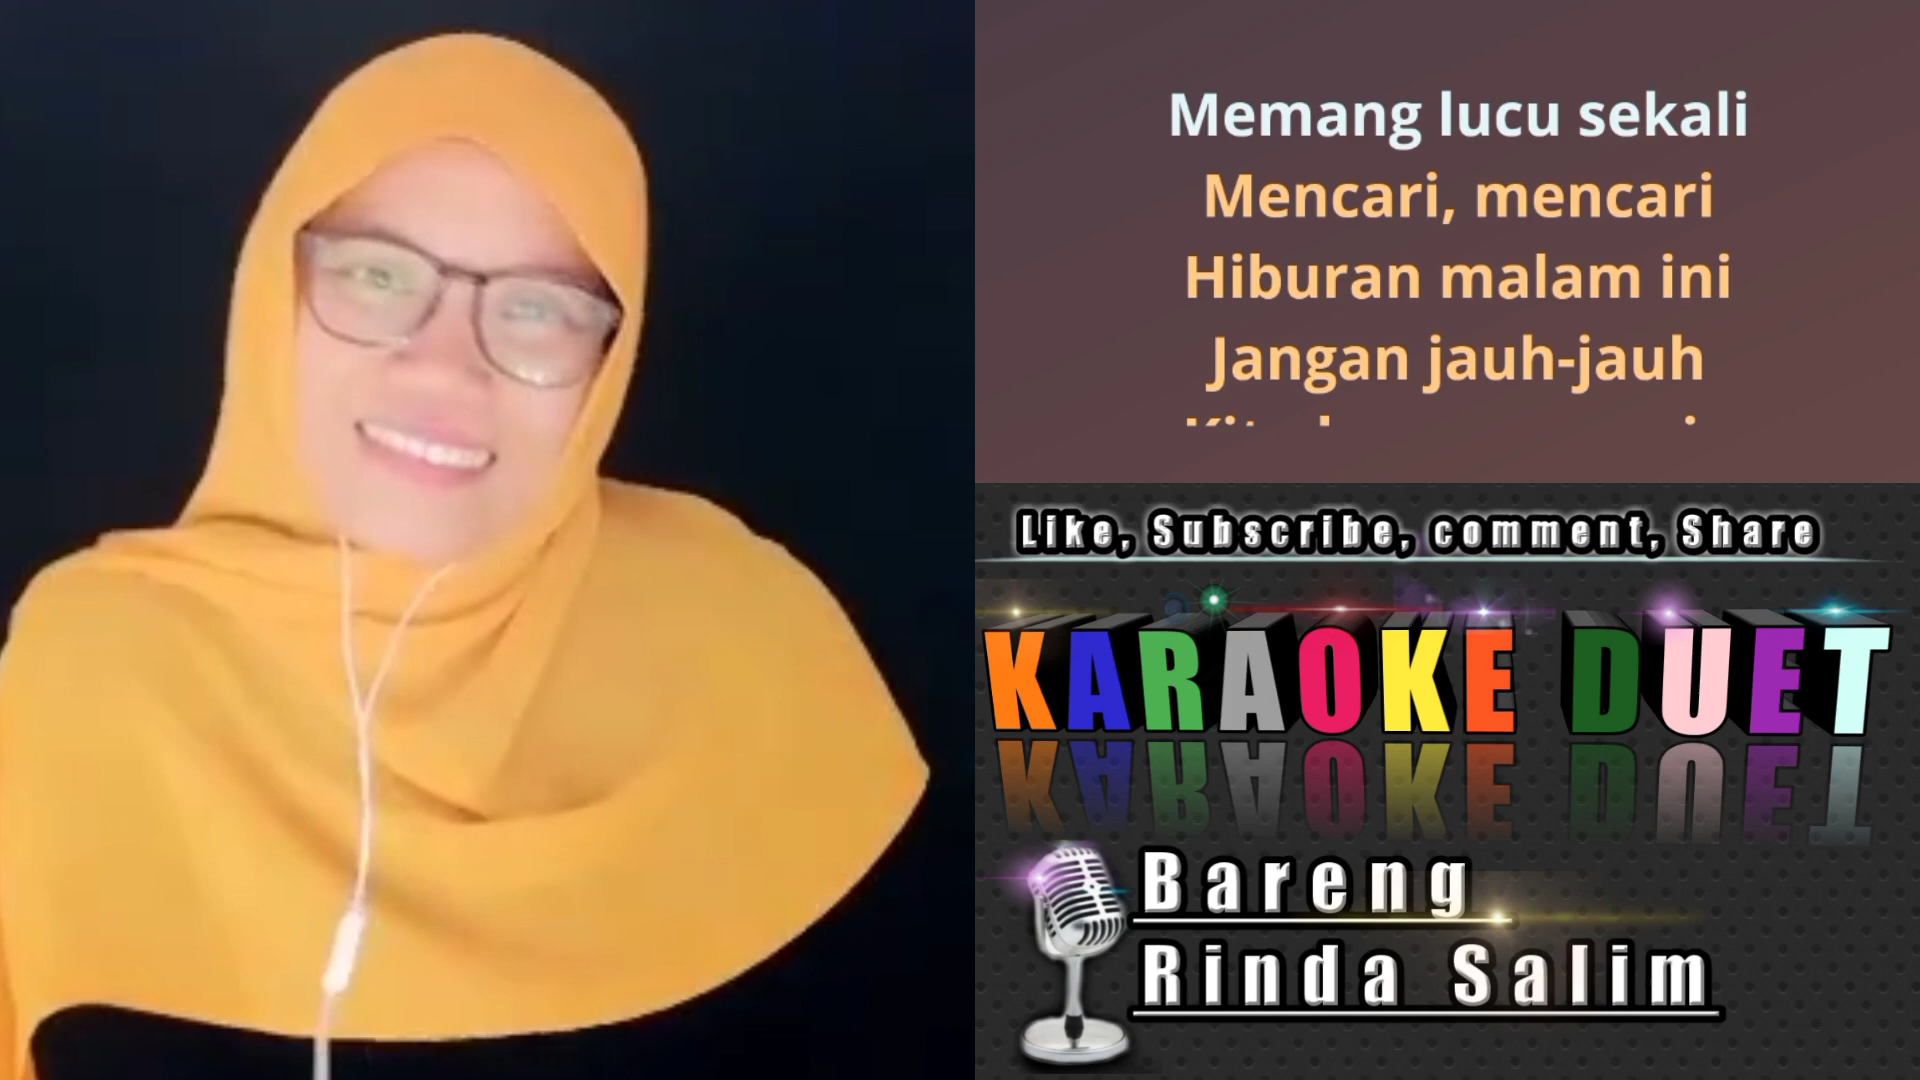 Memang lucu sekali
Mencari, mencari
Hiburan malam ini
Jangan jauh-jauh
Like, Subscribe, comment, Share
KARAOKE DUET
Bareng
Rinda Salim